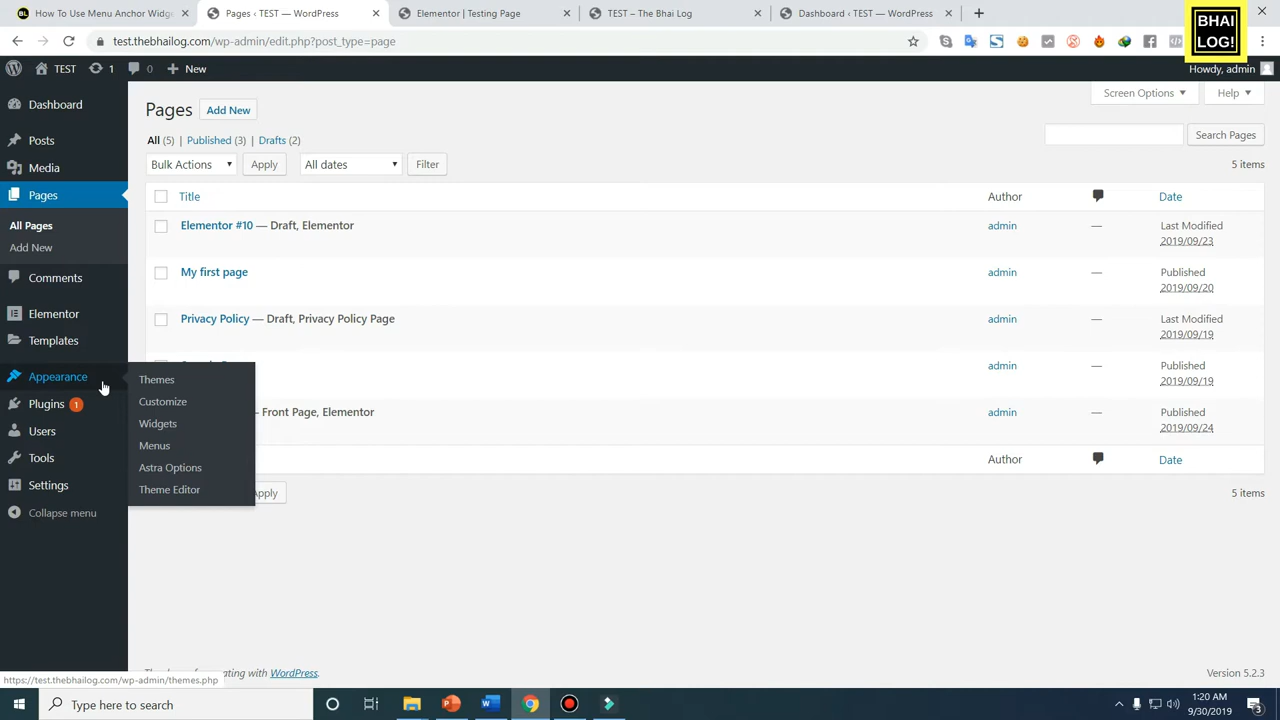 How To Use Menu Anchor Widg
Pages ‹ TEST — WordPress
Elementor | Testing Page
TEST – The Bhai Log
Dashboard ‹ TEST — WordPress
BHAI
LOG!
test.thebhailog.com/wp-admin/edit.php?post_type=page
TEST
1
0
New
Howdy, admin
Dashboard
Posts
Media
Pages
All Pages
Add New
Comments
Elementor
Templates
Appearance
Plugins 1
Users
Tools
Settings
Collapse menu
Themes
Customize
Widgets
Menus
Astra Options
Theme Editor
Screen Options
Help
Pages
Add New
All (5) | Published (3) | Drafts (2)
Search Pages
Bulk Actions
Apply
All dates
Filter
5 items
Title
Author
Date
Elementor #10 — Draft, Elementor
admin
—
Last Modified
2019/09/23
My first page
admin
—
Published
2019/09/20
Privacy Policy — Draft, Privacy Policy Page
admin
—
Last Modified
2019/09/19
admin
—
Published
2019/09/19
— Front Page, Elementor
admin
—
Published
2019/09/24
Author
Date
Apply
5 items
with WordPress.
Version 5.2.3
https://test.thebhailog.com/wp-admin/themes.php
Type here to search
1:20 AM
9/30/2019
3